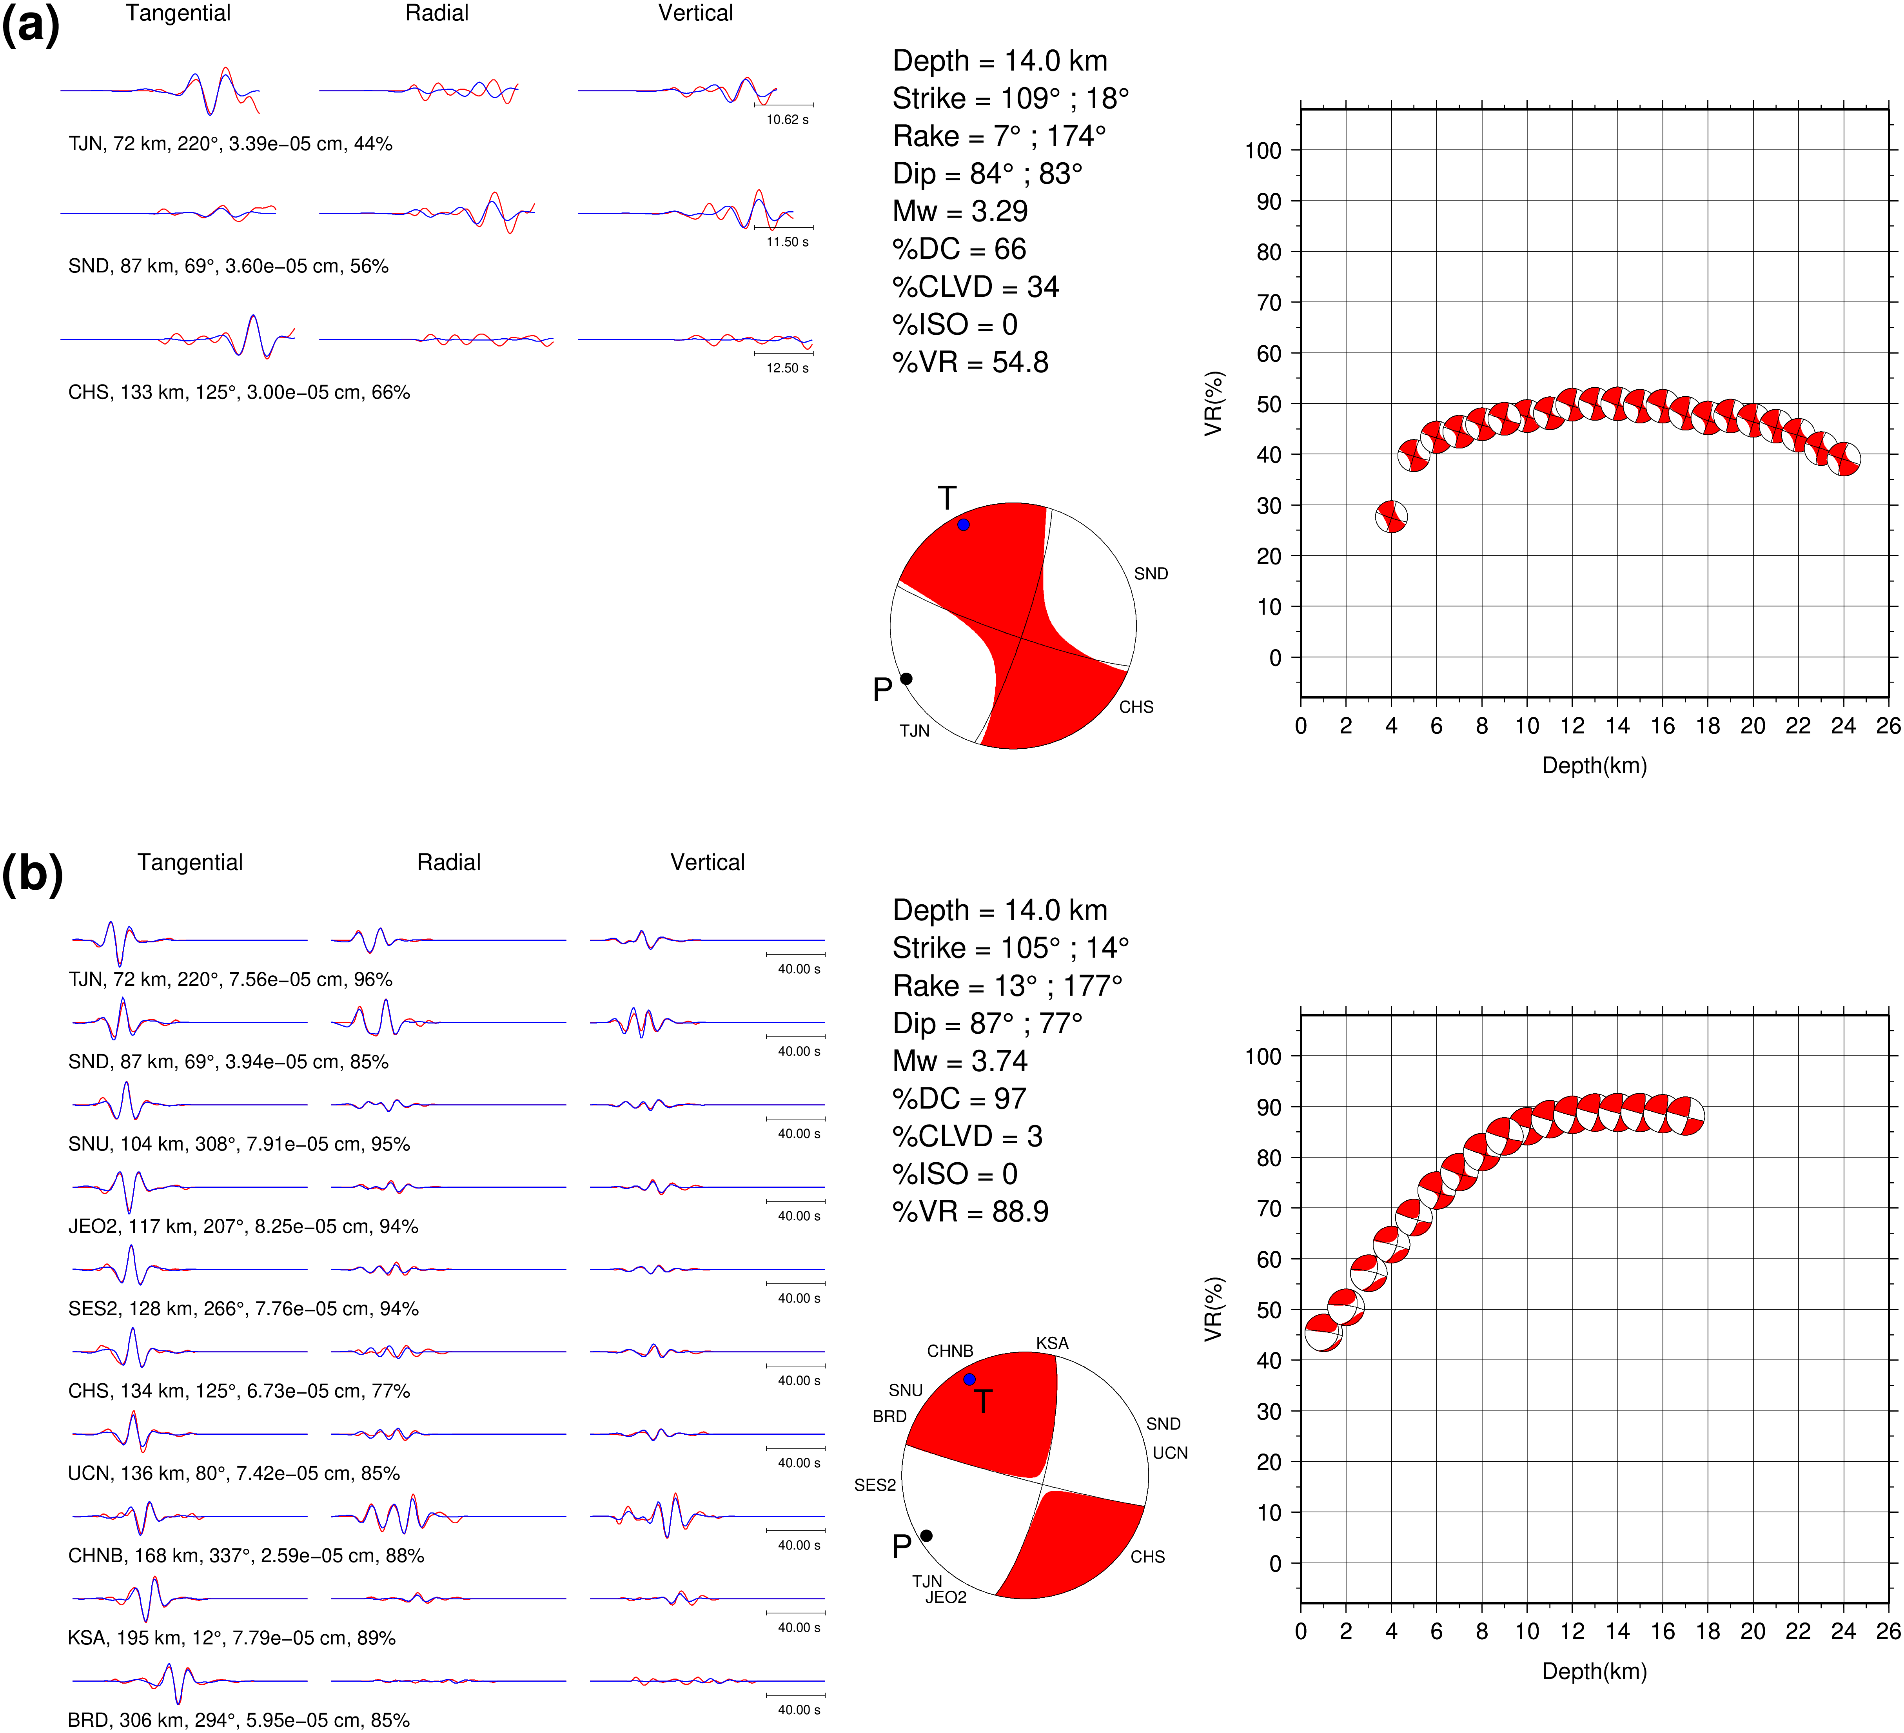 (a)
Tangential Radial Vertical
10.62 s
TJN, 72 km, 220°, 3.39e−05 cm, 44%
11.50 s
SND, 87 km, 69°, 3.60e−05 cm, 56%
12.50 s
CHS, 133 km, 125°, 3.00e−05 cm, 66%
Depth = 14.0 km
Strike = 109° ; 18°
Rake = 7° ; 174°
Dip = 84° ; 83°
Mw = 3.29
%DC = 66
%CLVD = 34
%ISO = 0
%VR = 54.8
T
P
SND
CHS
TJN
VR(%)
100
90
80
70
60
50
40
30
20
10
0
0 2 4 6 8 10 12 14 16 18 20 22 24 26
Depth(km)
(b)
Tangential Radial Vertical
40.00 s
TJN, 72 km, 220°, 7.56e−05 cm, 96%
40.00 s
SND, 87 km, 69°, 3.94e−05 cm, 85%
40.00 s
SNU, 104 km, 308°, 7.91e−05 cm, 95%
40.00 s
JEO2, 117 km, 207°, 8.25e−05 cm, 94%
40.00 s
SES2, 128 km, 266°, 7.76e−05 cm, 94%
40.00 s
CHS, 134 km, 125°, 6.73e−05 cm, 77%
40.00 s
UCN, 136 km, 80°, 7.42e−05 cm, 85%
40.00 s
CHNB, 168 km, 337°, 2.59e−05 cm, 88%
40.00 s
KSA, 195 km, 12°, 7.79e−05 cm, 89%
40.00 s
BRD, 306 km, 294°, 5.95e−05 cm, 85%
Depth = 14.0 km
Strike = 105° ; 14°
Rake = 13° ; 177°
Dip = 87° ; 77°
Mw = 3.74
%DC = 97
%CLVD = 3
%ISO = 0
%VR = 88.9
KSA
CHNB
SNU
T
BRD
SND
UCN
SES2
P
CHS
TJN
JEO2
VR(%)
100
90
80
70
60
50
40
30
20
10
0
0 2 4 6 8 10 12 14 16 18 20 22 24 26
Depth(km)